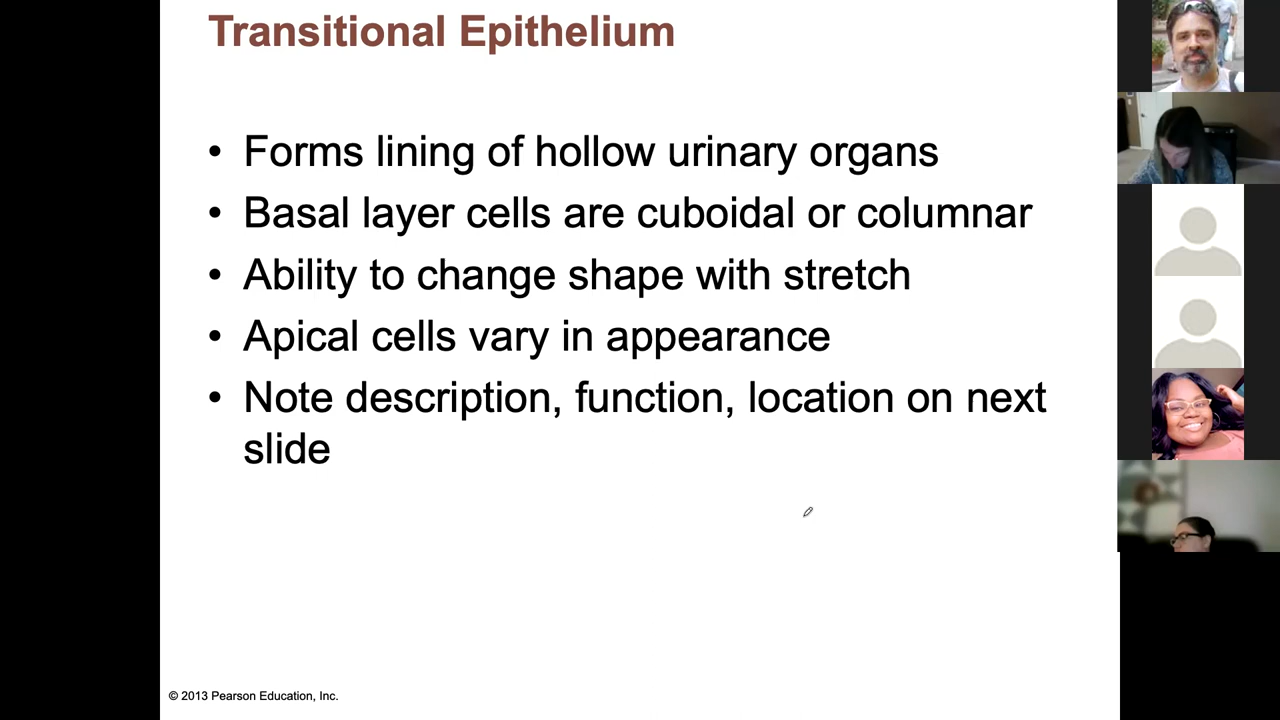 Transitional Epithelium
• Forms lining of hollow urinary organs
• Basal layer cells are cuboidal or columnar
• Ability to change shape with stretch
• Apical cells vary in appearance
• Note description, function, location on next
slide
© 2013 Pearson Education, Inc.